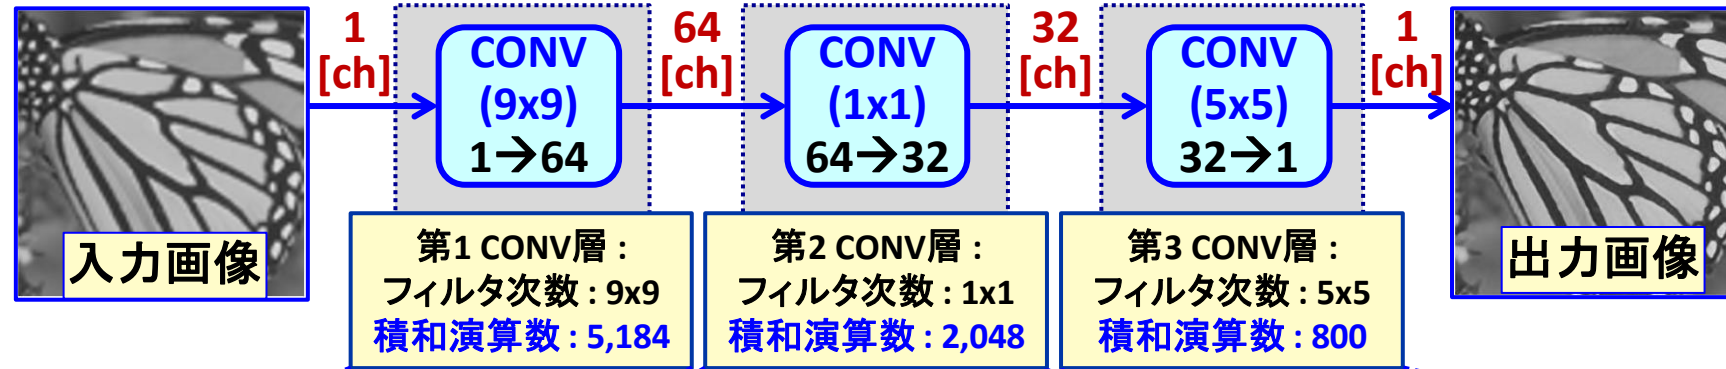 入力画像
1
[ch]
CONV
(9x9)
1→64
第1 CONV層 :
フィルタ次数 : 9x9
積和演算数 : 5,184
64
[ch]
CONV
(1x1)
64→32
第2 CONV層 :
フィルタ次数 : 1x1
積和演算数 : 2,048
32
[ch]
CONV
(5x5)
32→1
第3 CONV層 :
フィルタ次数 : 5x5
積和演算数 : 800
1
[ch]
出力画像